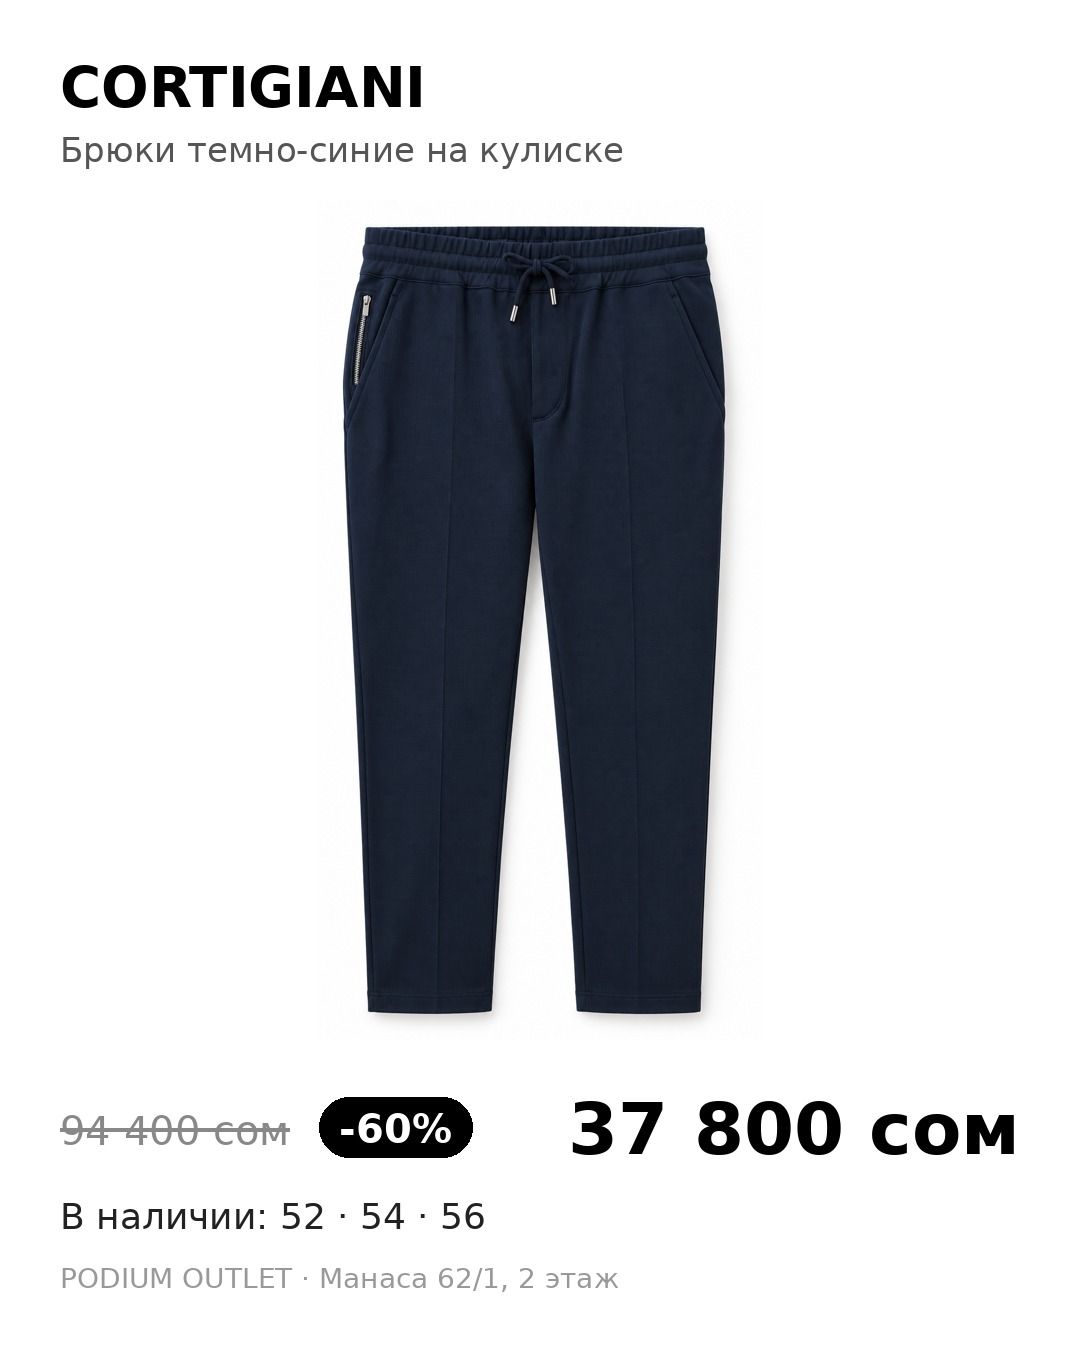 CORTIGIANI
Брюки темно-синие на кулиске
94 400 сом -60% 37 800 сом
В наличии: 52 · 54 · 56
PODIUM OUTLET · Манаса 62/1, 2 этаж